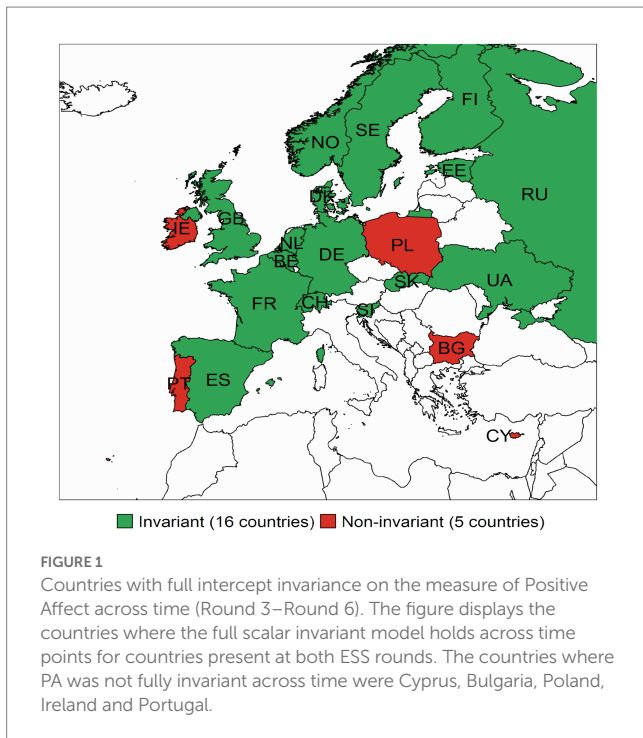 FI
SE
NO
EE
RU
DK
GB
IE
NL
PL
DE
BE
SK
UA
FR
CH
SI
BG
PT
ES
CY
Invariant (16 countries) Non-invariant (5 countries)
FIGURE 1
Countries with full intercept invariance on the measure of Positive
Affect across time (Round 3–Round 6). The figure displays the
countries where the full scalar invariant model holds across time
points for countries present at both ESS rounds. The countries where
PA was not fully invariant across time were Cyprus, Bulgaria, Poland,
Ireland and Portugal.